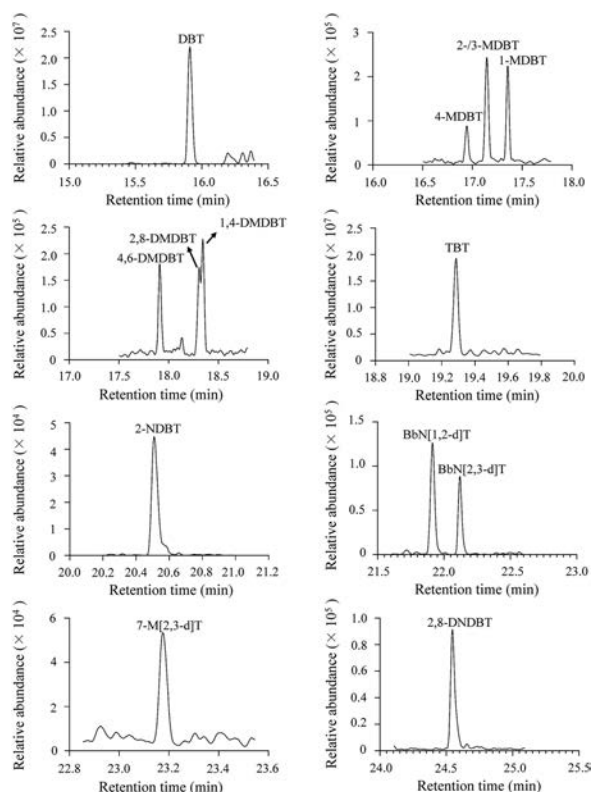 Relative abundance (× 10⁷)
2.5
2.0
1.5
1.0
0.5
0
DBT
15.0 15.5 16.0 16.5
Retention time (min)
Relative abundance (× 10⁵)
3
2
1
0
4-MDBT
2-/3-MDBT
1-MDBT
16.0 16.5 17.0 17.5 18.0
Retention time (min)
Relative abundance (× 10⁵)
2.5
2.0
1.5
1.0
0.5
0
1,4-DMDBT
2,8-DMDBT
4,6-DMDBT
17.0 17.5 18.0 18.5 19.0
Retention time (min)
Relative abundance (× 10⁷)
2.5
2.0
1.5
1.0
0.5
0
TBT
18.8 19.0 19.2 19.4 19.6 19.8 20.0
Retention time (min)
Relative abundance (× 10⁴)
5
4
3
2
1
0
2-NDBT
20.0 20.2 20.4 20.6 20.8 21.0 21.2
Retention time (min)
Relative abundance (× 10⁵)
1.5
1.0
0.5
0
BbN[1,2-d]T
BbN[2,3-d]T
21.5 22.0 22.5 23.0
Retention time (min)
Relative abundance (× 10⁴)
6
4
2
0
7-M[2,3-d]T
22.8 23.0 23.2 23.4 23.6
Retention time (min)
Relative abundance (× 10⁵)
1.0
0.8
0.6
0.4
0.2
0
2,8-DNDBT
24.0 24.5 25.0 25.5
Retention time (min)